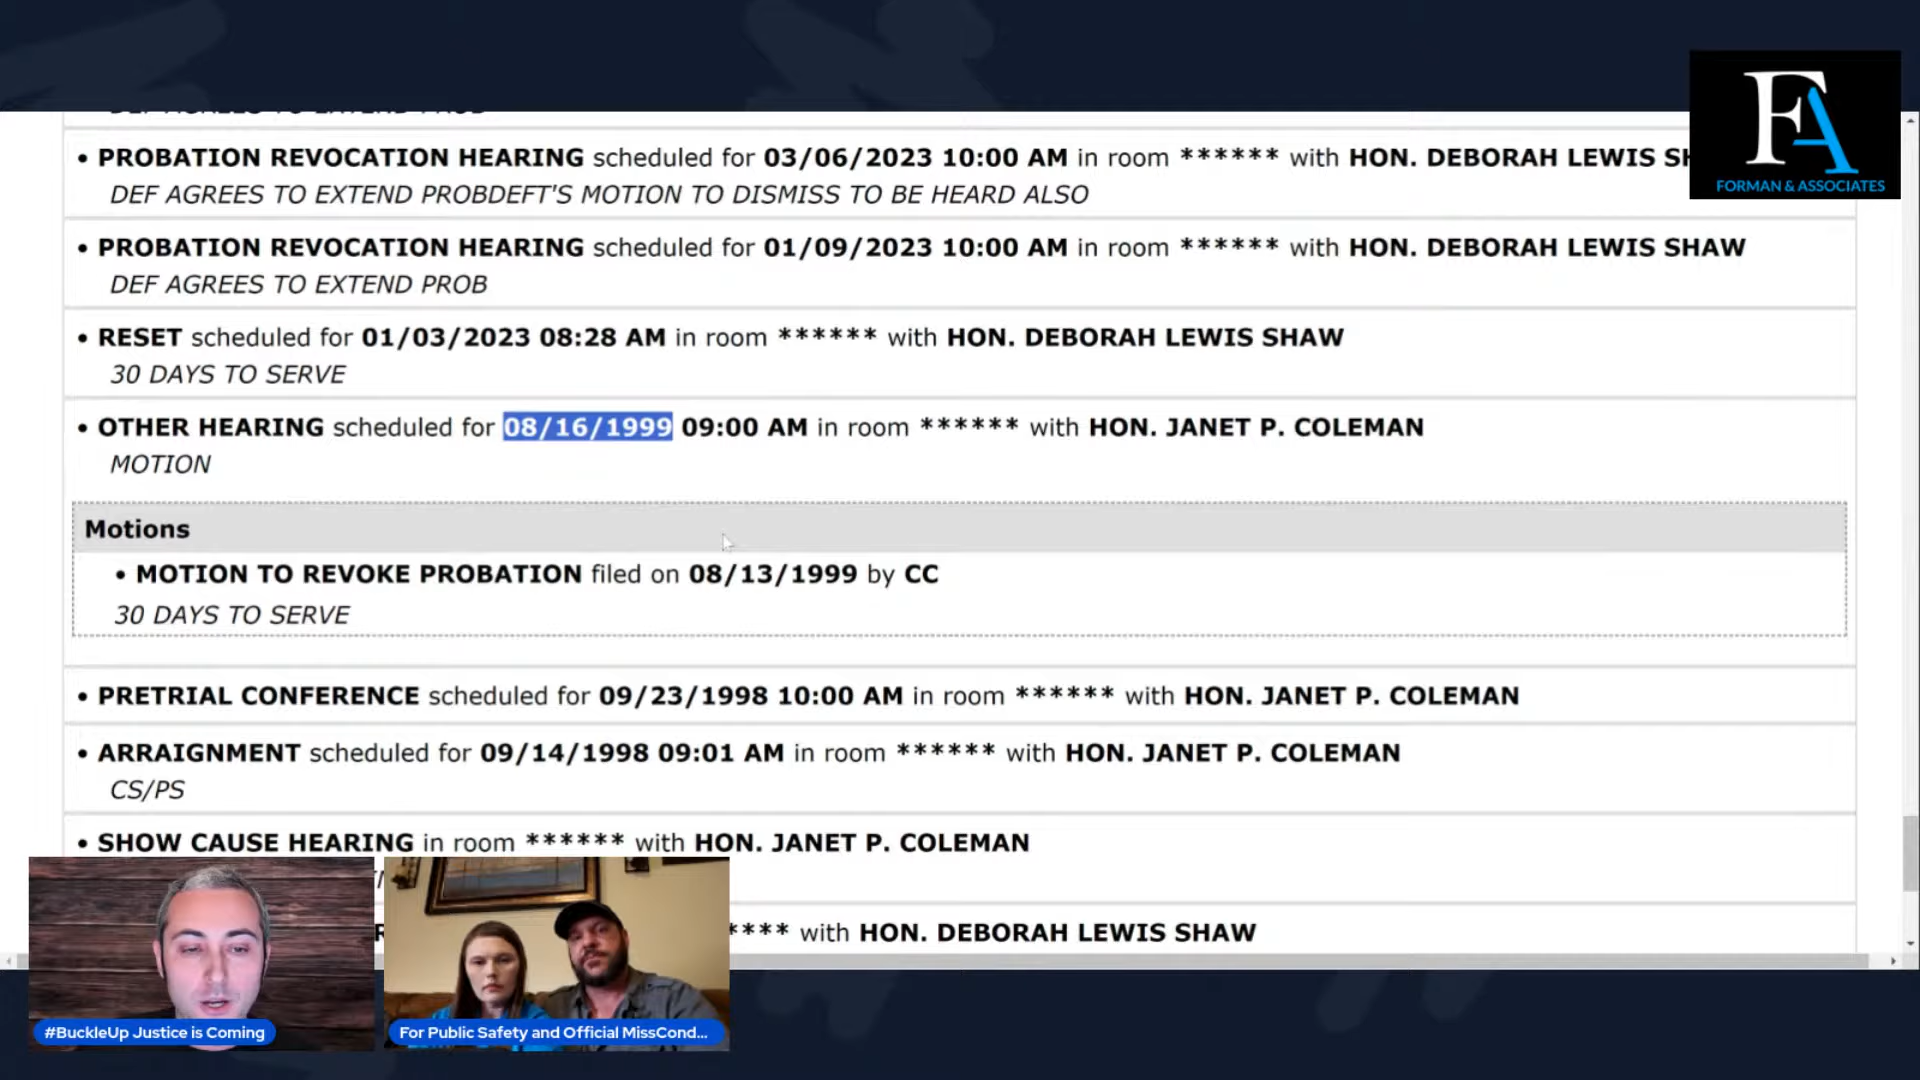 FA
FORMAN & ASSOCIATES
• PROBATION REVOCATION HEARING scheduled for 03/06/2023 10:00 AM in room ****** with HON. DEBORAH LEWIS
DEF AGREES TO EXTEND PROBDEFT'S MOTION TO DISMISS TO BE HEARD ALSO
• PROBATION REVOCATION HEARING scheduled for 01/09/2023 10:00 AM in room ****** with HON. DEBORAH LEWIS SHAW
DEF AGREES TO EXTEND PROB
• RESET scheduled for 01/03/2023 08:28 AM in room ****** with HON. DEBORAH LEWIS SHAW
30 DAYS TO SERVE
• OTHER HEARING scheduled for 08/16/1999 09:00 AM in room ****** with HON. JANET P. COLEMAN
MOTION
Motions
• MOTION TO REVOKE PROBATION filed on 08/13/1999 by CC
30 DAYS TO SERVE
• PRETRIAL CONFERENCE scheduled for 09/23/1998 10:00 AM in room ****** with HON. JANET P. COLEMAN
• ARRAIGNMENT scheduled for 09/14/1998 09:01 AM in room ****** with HON. JANET P. COLEMAN
CS/PS
• SHOW CAUSE HEARING in room ****** with HON. JANET P. COLEMAN
**** with HON. DEBORAH LEWIS SHAW
#BuckleUp Justice is Coming
For Public Safety and Official MissCond...